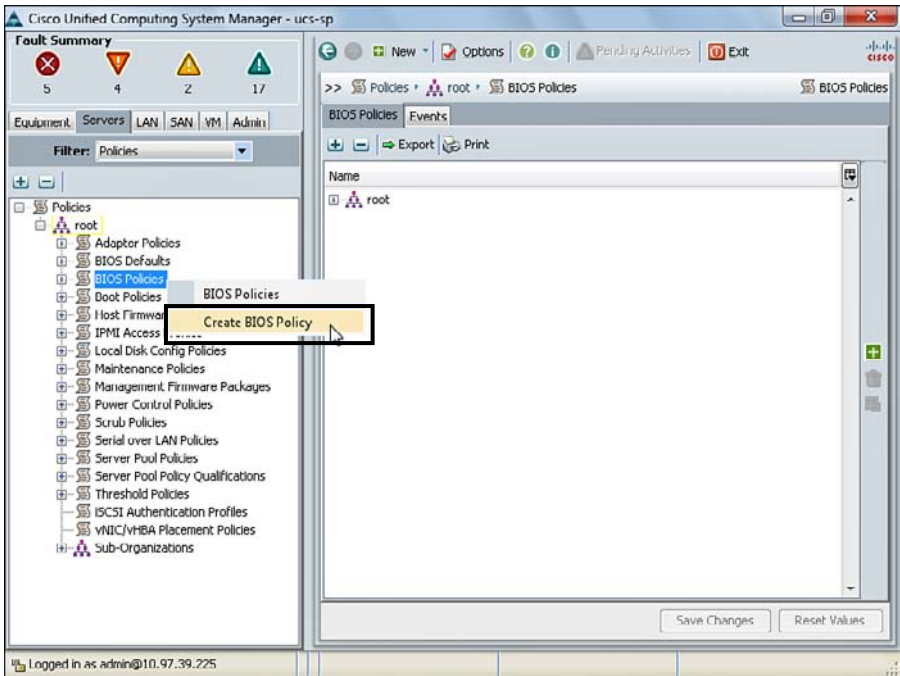 Cisco Unified Computing System Manager - ucs-sp
Fault Summary
5 4 2 17
New Options Pending Activities Exit
CISCO
>> Policies root BIOS Policies BIOS Policies
Equipment Servers LAN SAN VM Admin
Filter: Policies
BIOS Policies Events
Export Print
Name
root
Policies
root
Adapter Policies
BIOS Defaults
BIOS Policies
Boot Policies
Host Firmwar
IPMI Access
Local Disk Config Policies
Maintenance Policies
Management Firmware Packages
Power Control Policies
Scrub Policies
Serial over LAN Policies
Server Pool Policies
Server Pool Policy Qualifications
Threshold Policies
iSCSI Authentication Profiles
vNIC/vHBA Placement Policies
Sub-Organizations
BIOS Policies
Create BIOS Policy
Save Changes Reset Values
Logged in as admin@10.97.39.225